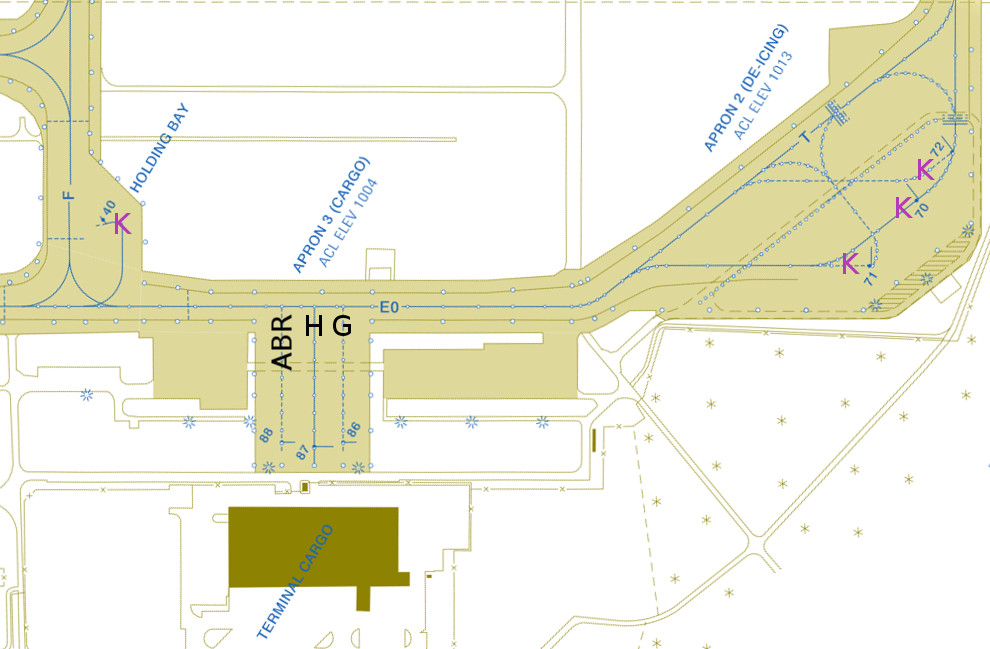 HOLDING BAY
F
40
K
APRON 3 (CARGO)
ACL ELEV 1004
APRON 2 (DE-ICING)
ACL ELEV 1013
T
72
K
K
70
K
71
E0
ABR
H
G
88
87
86
TERMINAL CARGO